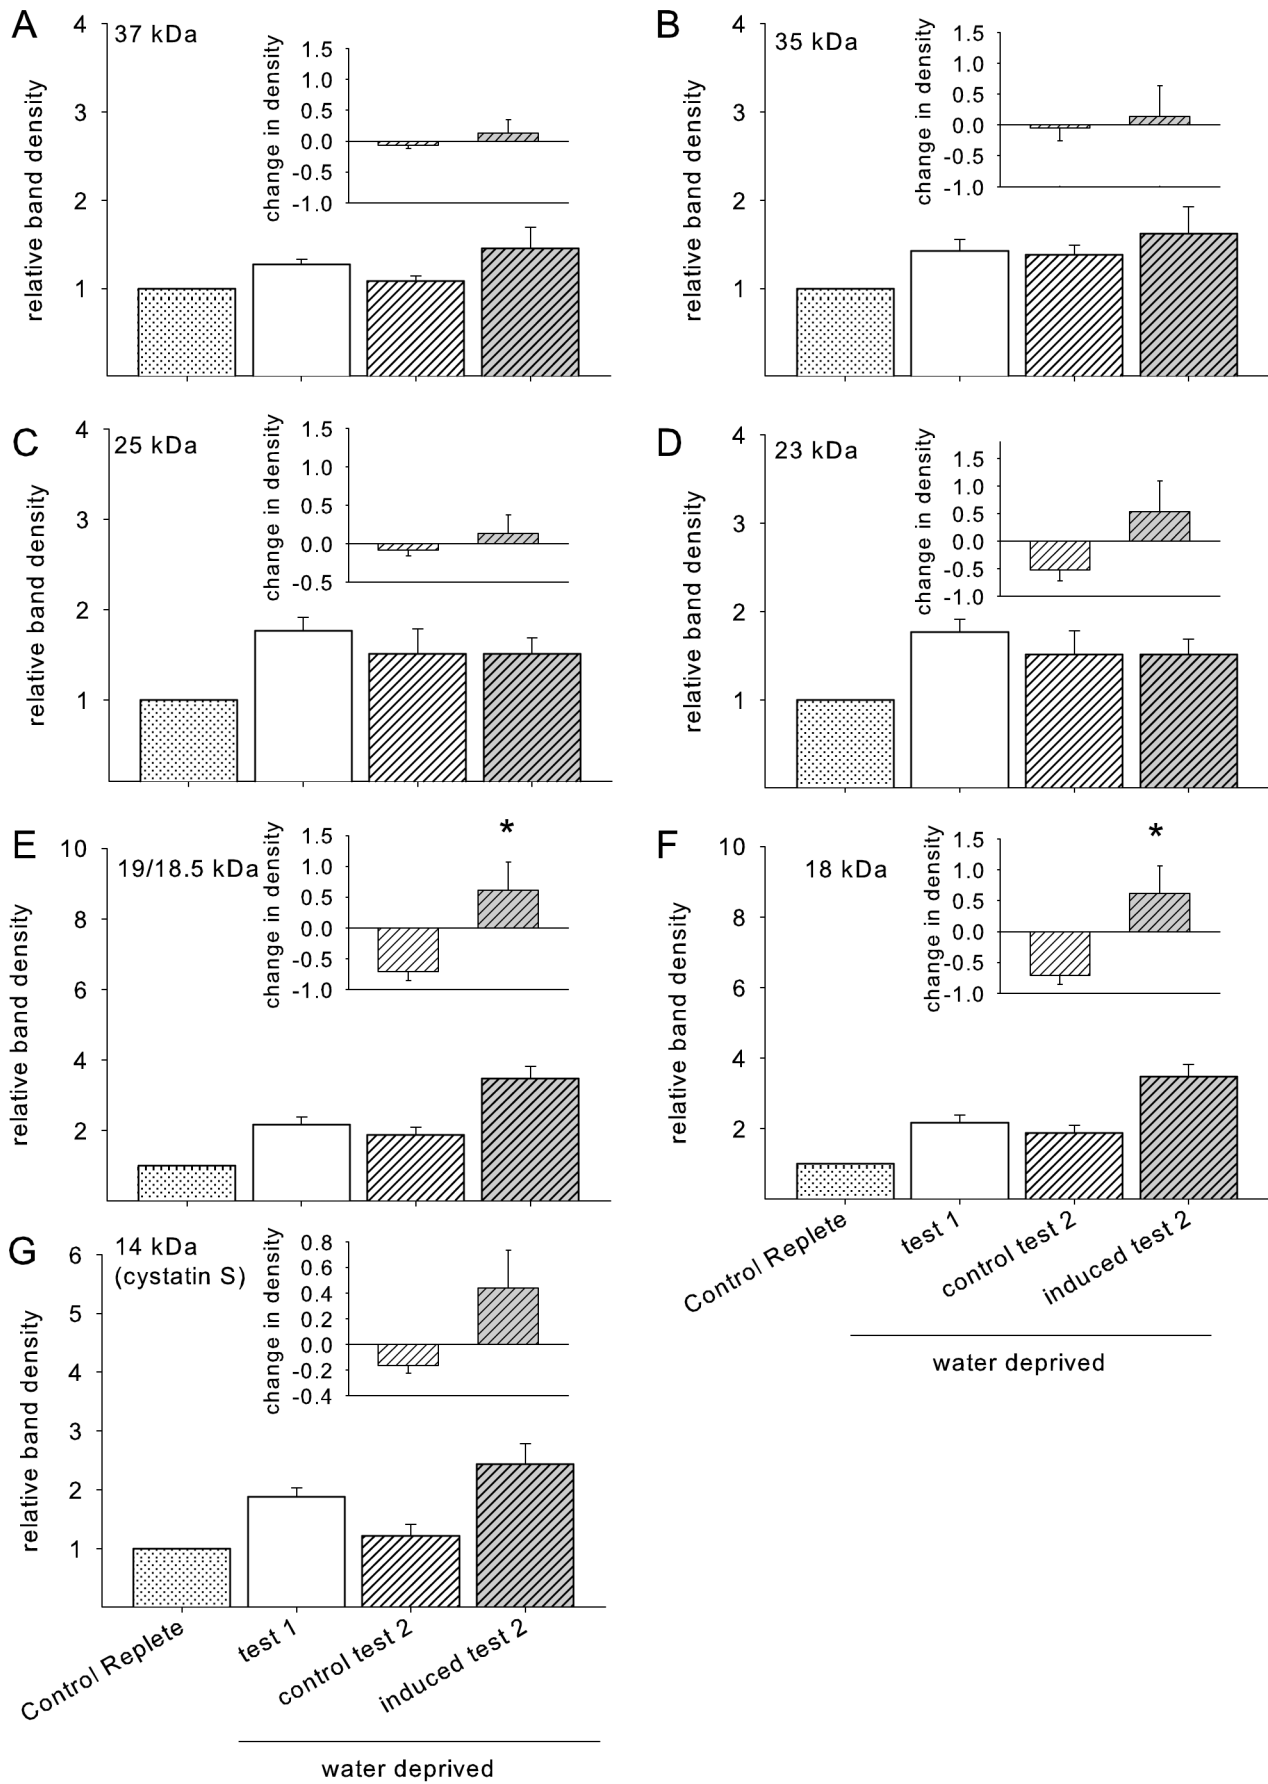 A
37 kDa
relative band density
4
3
2
1
change in density
1.5
1.0
0.5
0.0
-0.5
-1.0
B
35 kDa
relative band density
4
3
2
1
change in density
1.5
1.0
0.5
0.0
-0.5
-1.0
C
25 kDa
relative band density
4
3
2
1
change in density
1.5
1.0
0.5
0.0
-0.5
D
23 kDa
relative band density
4
3
2
1
change in density
1.5
1.0
0.5
0.0
-0.5
-1.0
E
19/18.5 kDa
relative band density
10
8
6
4
2
change in density
1.5
1.0
0.5
0.0
-0.5
-1.0
*
F
18 kDa
relative band density
10
8
6
4
2
change in density
1.5
1.0
0.5
0.0
-0.5
-1.0
*
Control Replete
test 1
control test 2
induced test 2
water deprived
G
14 kDa
(cystatin S)
relative band density
6
5
4
3
2
1
change in density
0.8
0.6
0.4
0.2
0.0
-0.2
-0.4
Control Replete
test 1
control test 2
induced test 2
water deprived